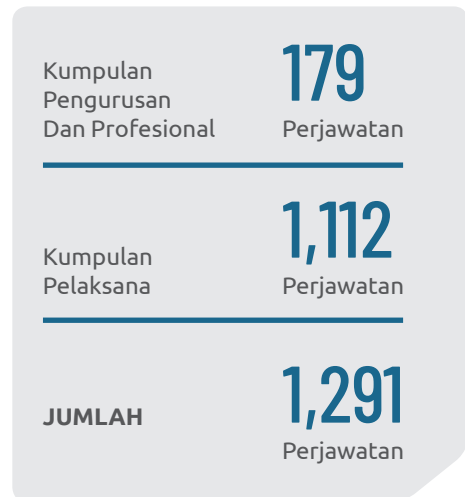 Kumpulan
Pengurusan
Dan Profesional
179
Perjawatan
Kumpulan
Pelaksana
1,112
Perjawatan
JUMLAH
1,291
Perjawatan